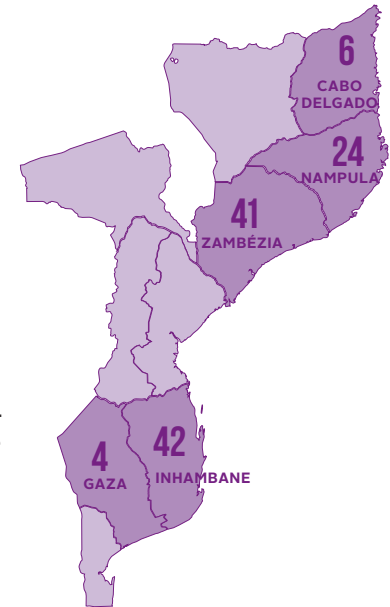 6
CABO
DELGADO
24
NAMPULA
41
ZAMBÉZIA
42
INHAMBANE
4
GAZA